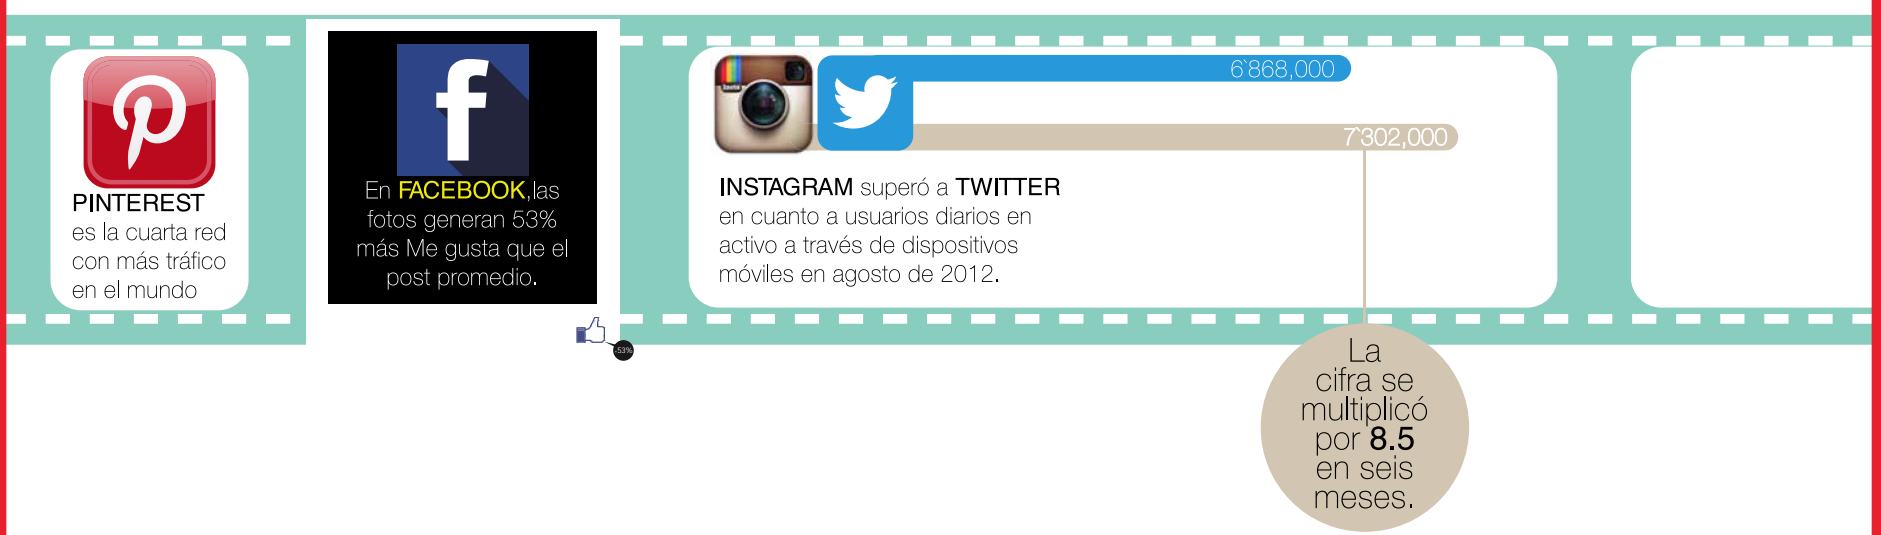 PINTEREST
es la cuarta red
con más tráfico
en el mundo
En FACEBOOK,las
fotos generan 53%
más Me gusta que el
post promedio.
-53%
6`868,000
7`302,000
INSTAGRAM superó a TWITTER
en cuanto a usuarios diarios en
activo a través de dispositivos
móviles en agosto de 2012.
La
cifra se
multiplicó
por 8.5
en seis
meses.